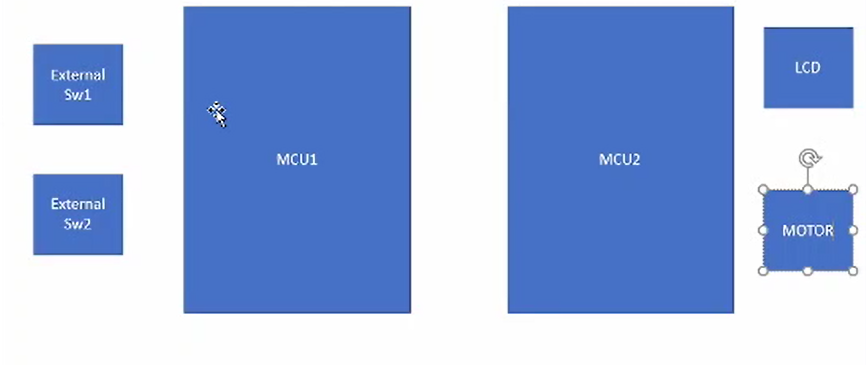 External
Sw1
External
Sw2
MCU1
MCU2
LCD
MOTOR